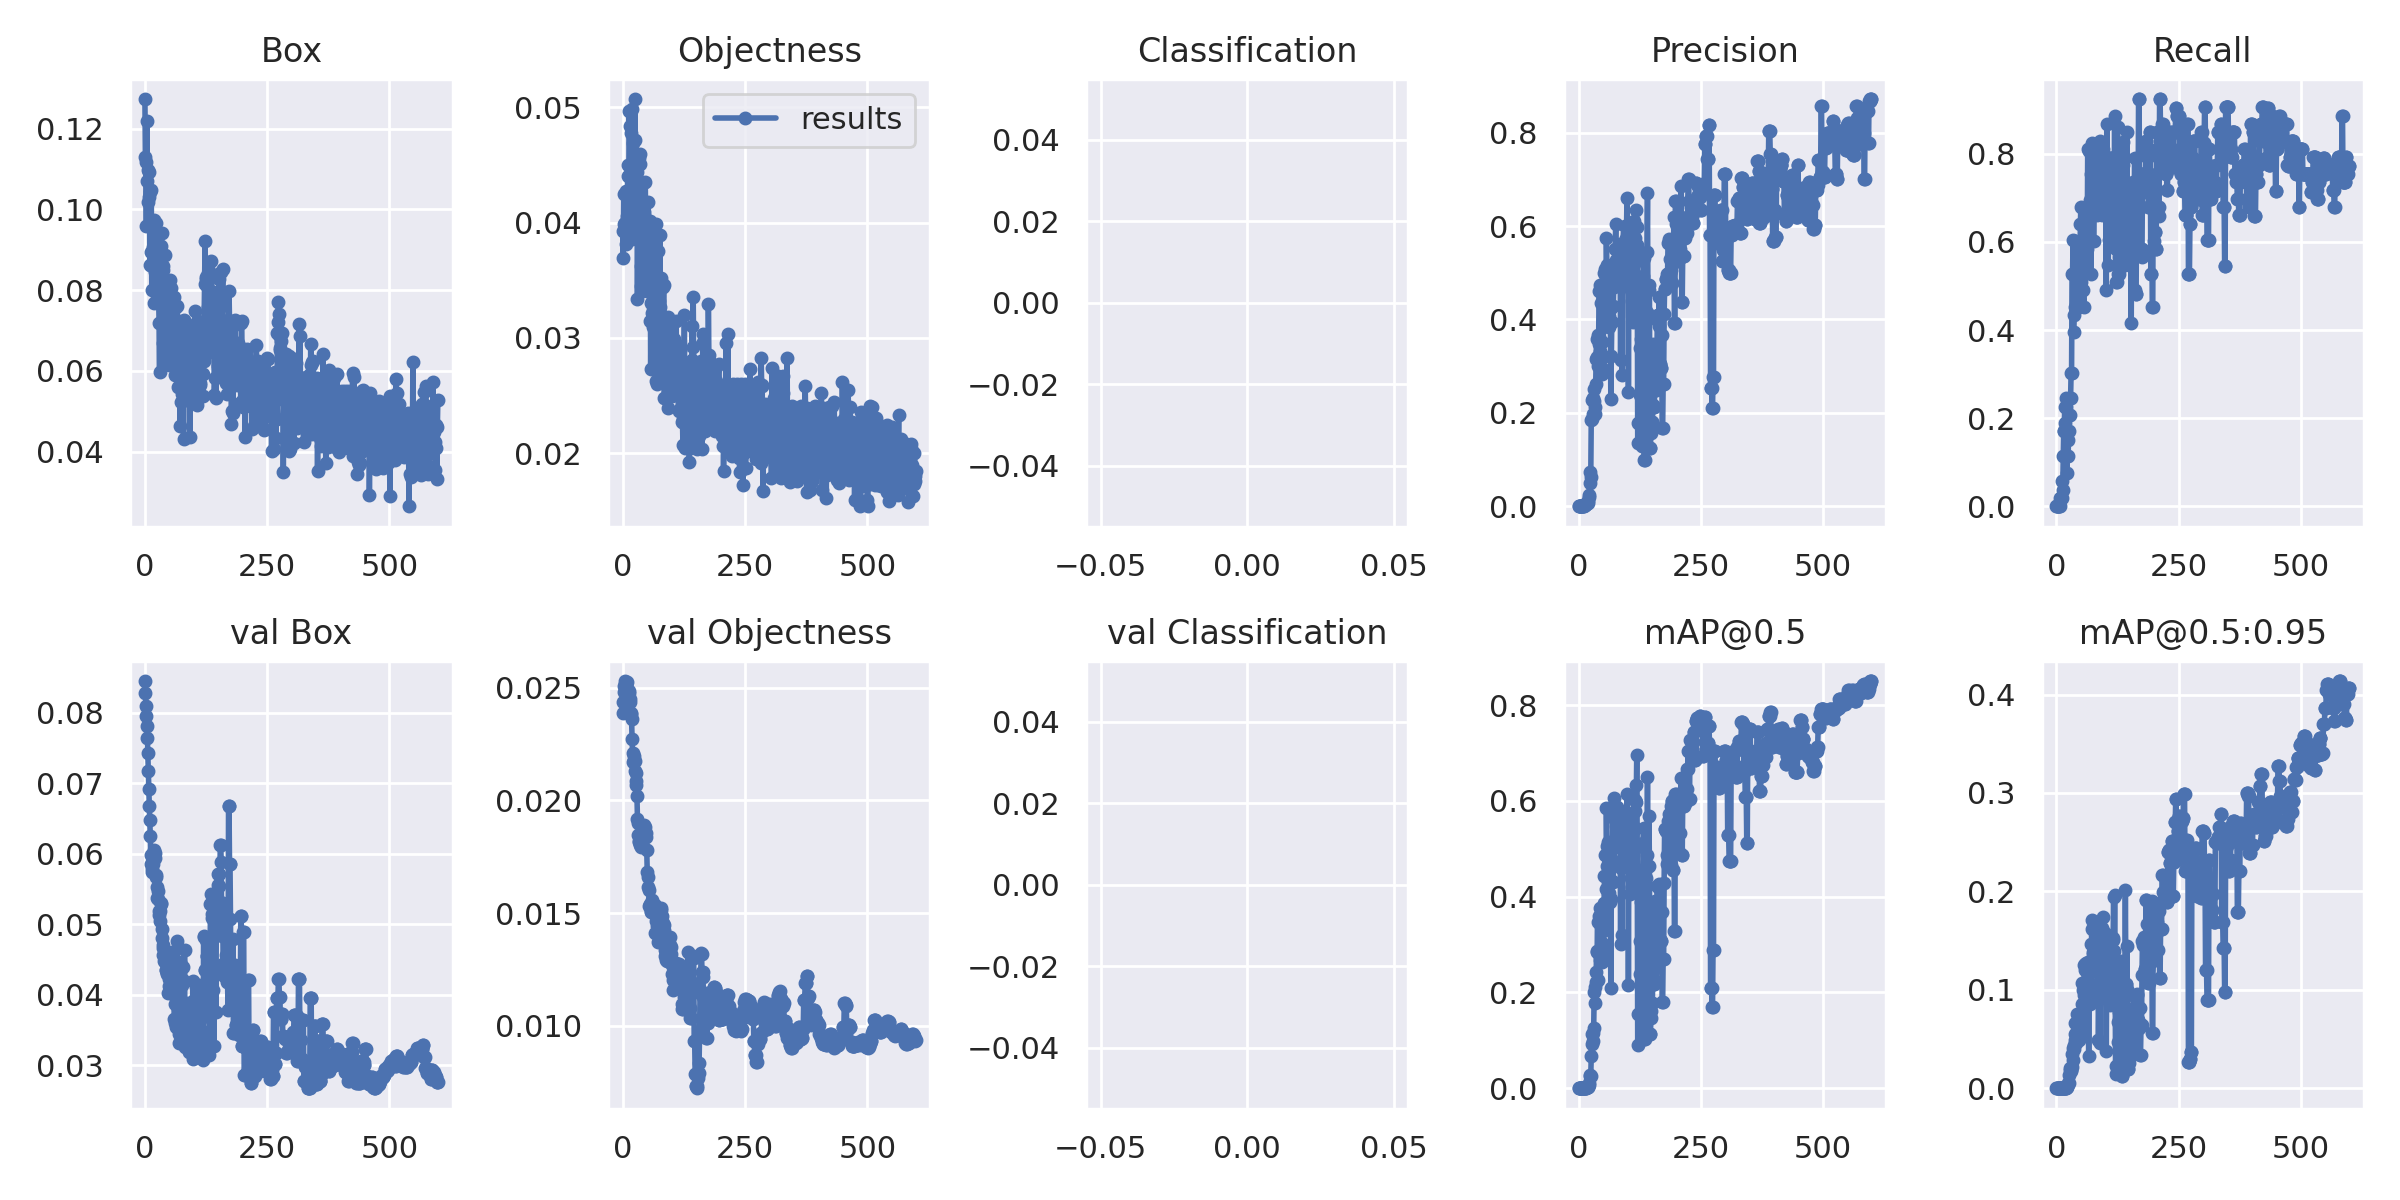 Box
Objectness
Classification
Precision
Recall
0.12
0.10
0.08
0.06
0.04
0 250 500
0.05
0.04
0.03
0.02
results
0 250 500
0.04
0.02
0.00
−0.02
−0.04
−0.05 0.00 0.05
0.8
0.6
0.4
0.2
0.0
0 250 500
0.8
0.6
0.4
0.2
0.0
0 250 500
val Box
val Objectness
val Classification
mAP@0.5
mAP@0.5:0.95
0.08
0.07
0.06
0.05
0.04
0.03
0 250 500
0.025
0.020
0.015
0.010
0 250 500
0.04
0.02
0.00
−0.02
−0.04
−0.05 0.00 0.05
0.8
0.6
0.4
0.2
0.0
0 250 500
0.4
0.3
0.2
0.1
0.0
0 250 500